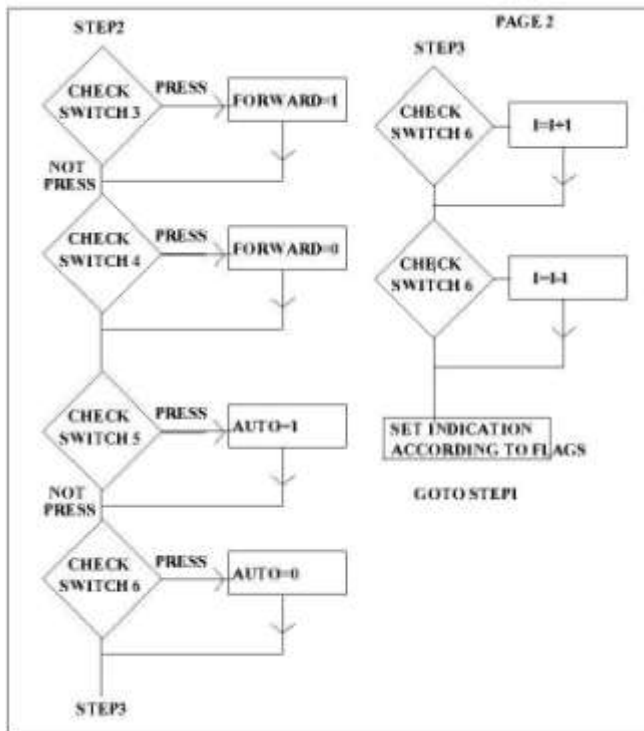 PAGE 2
STEP2
CHECK
SWITCH 3
PRESS
FORWARD=1
NOT
PRESS
CHECK
SWITCH 4
PRESS
FORWARD=0
CHECK
SWITCH 5
PRESS
AUTO=1
NOT
PRESS
CHECK
SWITCH 6
PRESS
AUTO=0
STEP3
STEP3
CHECK
SWITCH 6
I=I+1
CHECK
SWITCH 6
I=I-1
SET INDICATION
ACCORDING TO FLAGS
GOTO STEP1